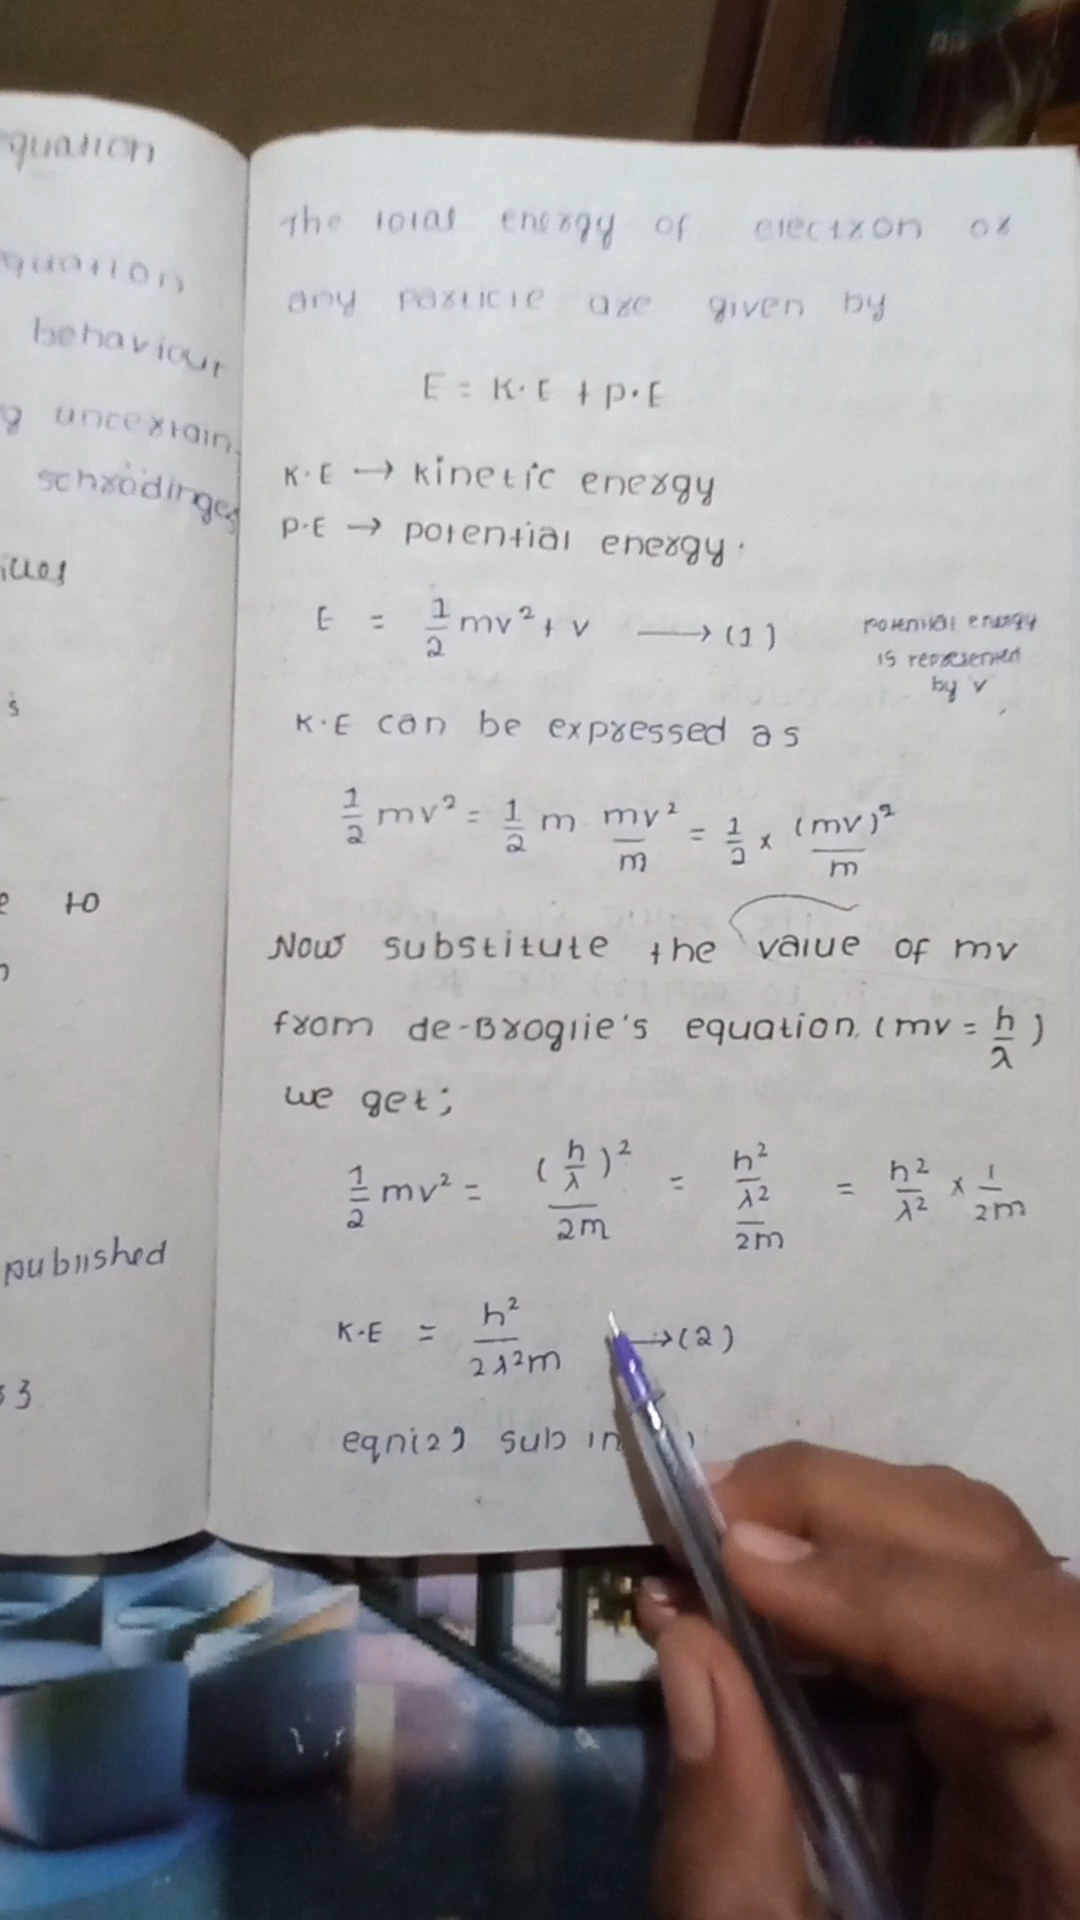 equation
equation
behaviour
g uncertain
schrodinger
s
e to
published
3
The total energy of electron or
any particle are given by
E = K.E + P.E
K.E → kinetic energy
P.E → potential energy.
E = 1/2 mv² + v → (1)
potential energy
is represented
by v
K.E can be expressed as
1/2 mv² = 1/2 m mv²/m = 1/2 x (mv)²/m
Now substitute the value of mv
from de-Broglie's equation (mv = h/λ)
we get;
1/2 mv² = (h/λ)²/2m = h²/λ²/2m = h²/λ² x 1/2m
K.E = h²/2λ²m → (2)
eqn(2) sub in